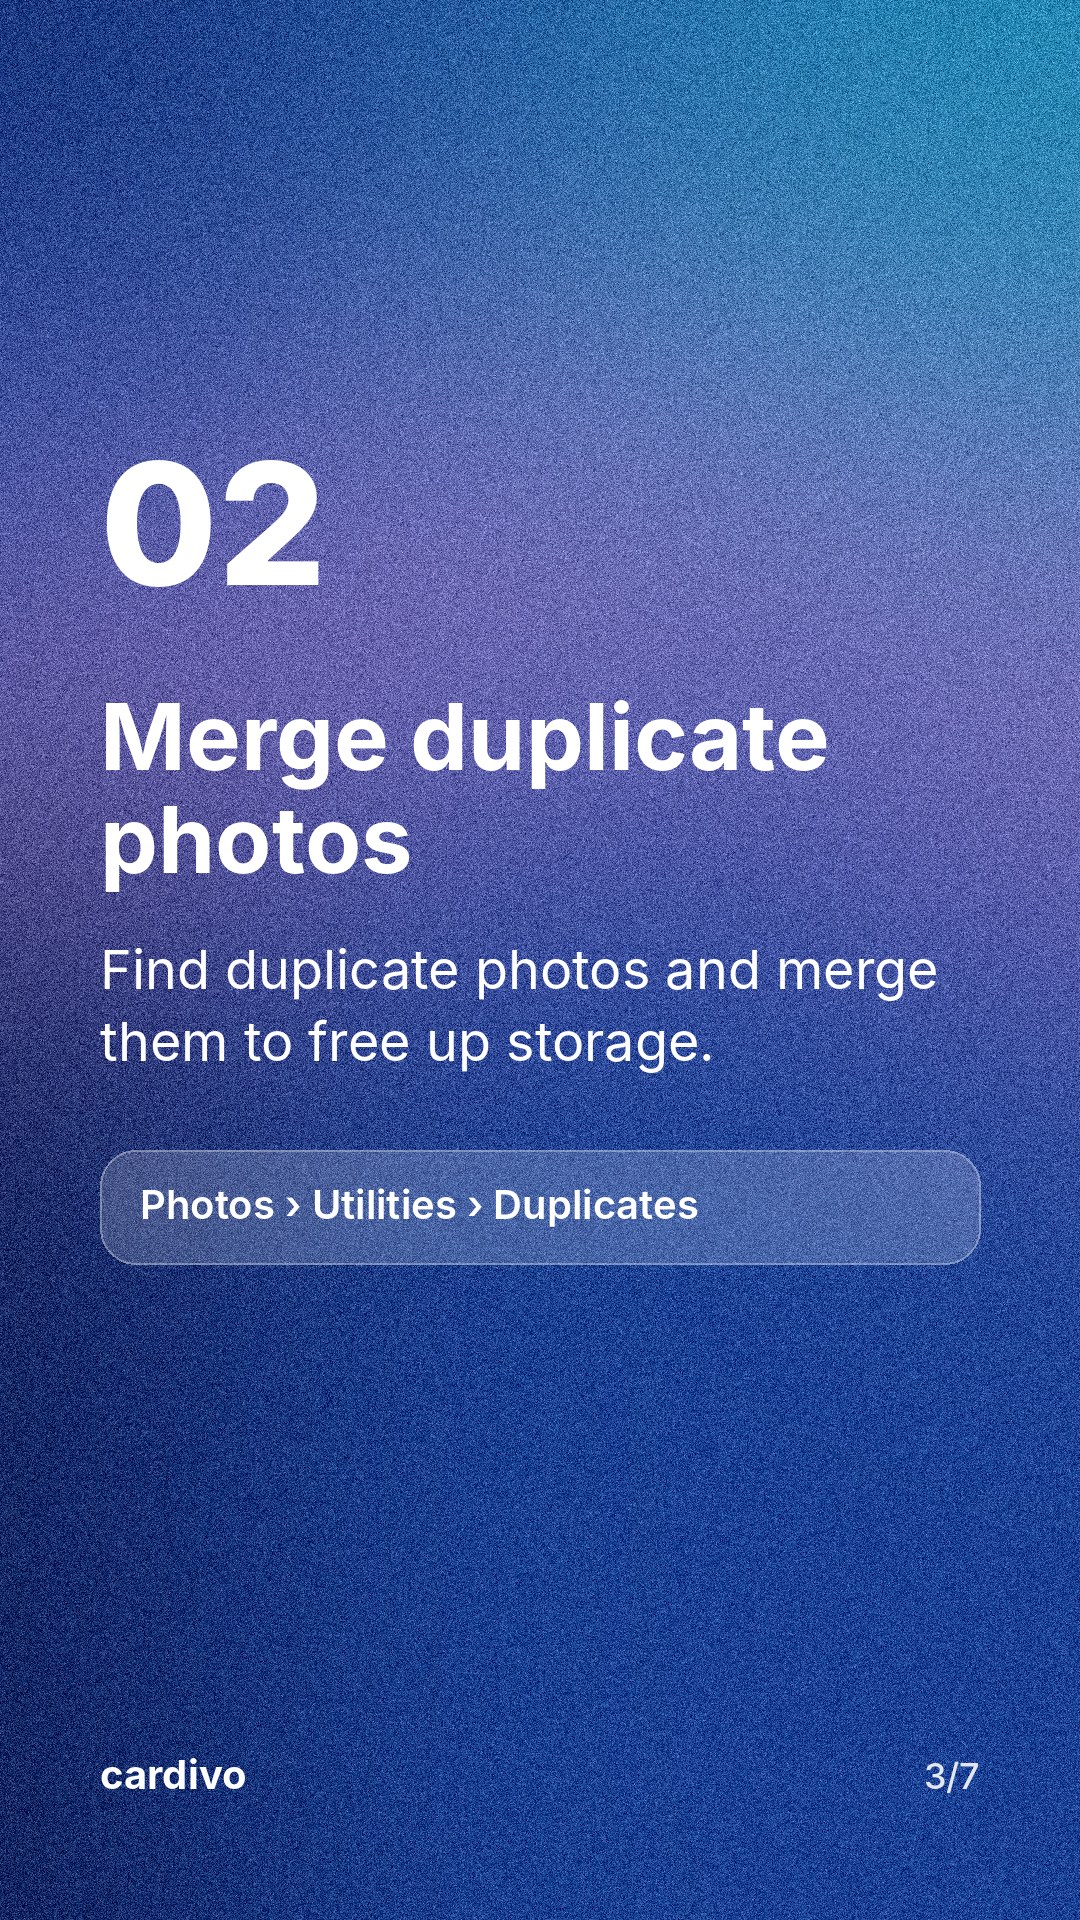 02
Merge duplicate
photos
Find duplicate photos and merge
them to free up storage.
Photos › Utilities › Duplicates
cardivo
3/7